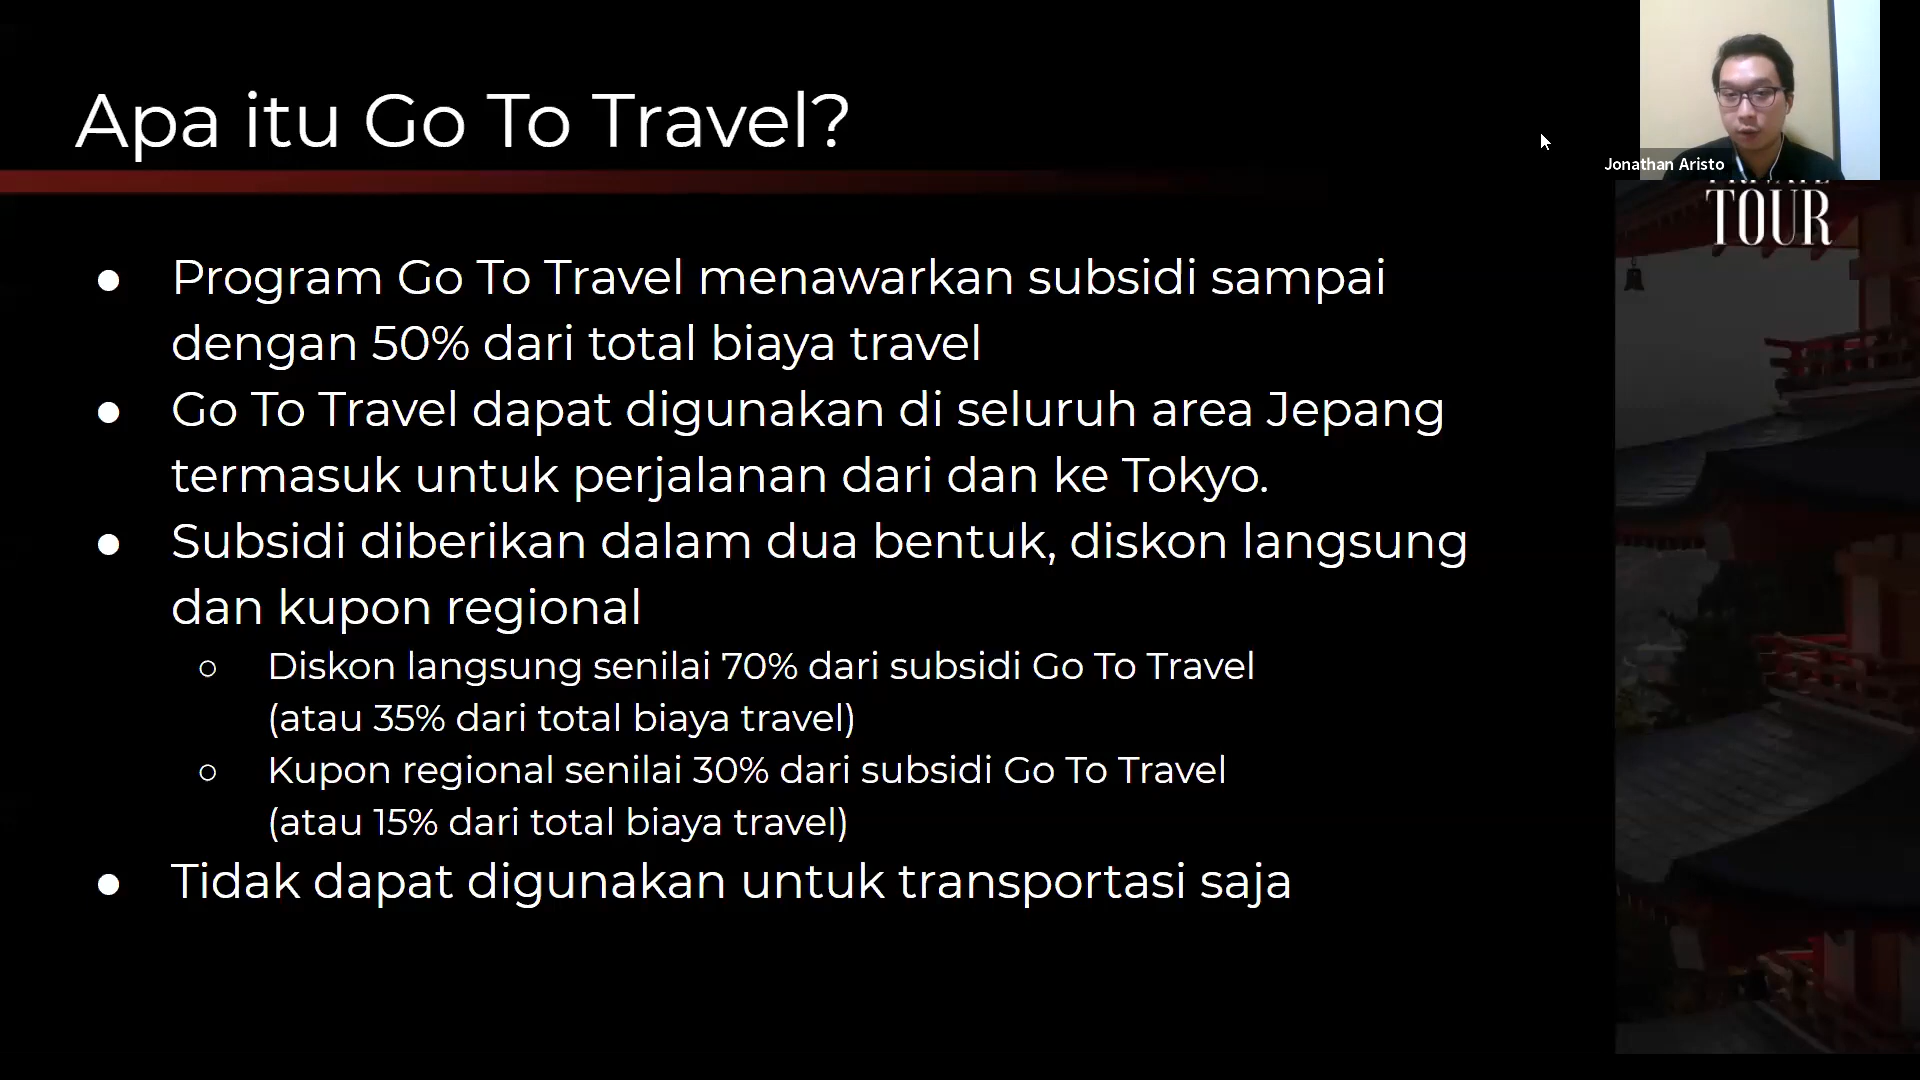 Apa itu Go To Travel?
Jonathan Aristo
TOUR
● Program Go To Travel menawarkan subsidi sampai
dengan 50% dari total biaya travel
● Go To Travel dapat digunakan di seluruh area Jepang
termasuk untuk perjalanan dari dan ke Tokyo.
● Subsidi diberikan dalam dua bentuk, diskon langsung
dan kupon regional
○ Diskon langsung senilai 70% dari subsidi Go To Travel
(atau 35% dari total biaya travel)
○ Kupon regional senilai 30% dari subsidi Go To Travel
(atau 15% dari total biaya travel)
● Tidak dapat digunakan untuk transportasi saja